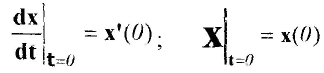 dx/dt|t=0 = x'(0); x|t=0 = x(0)